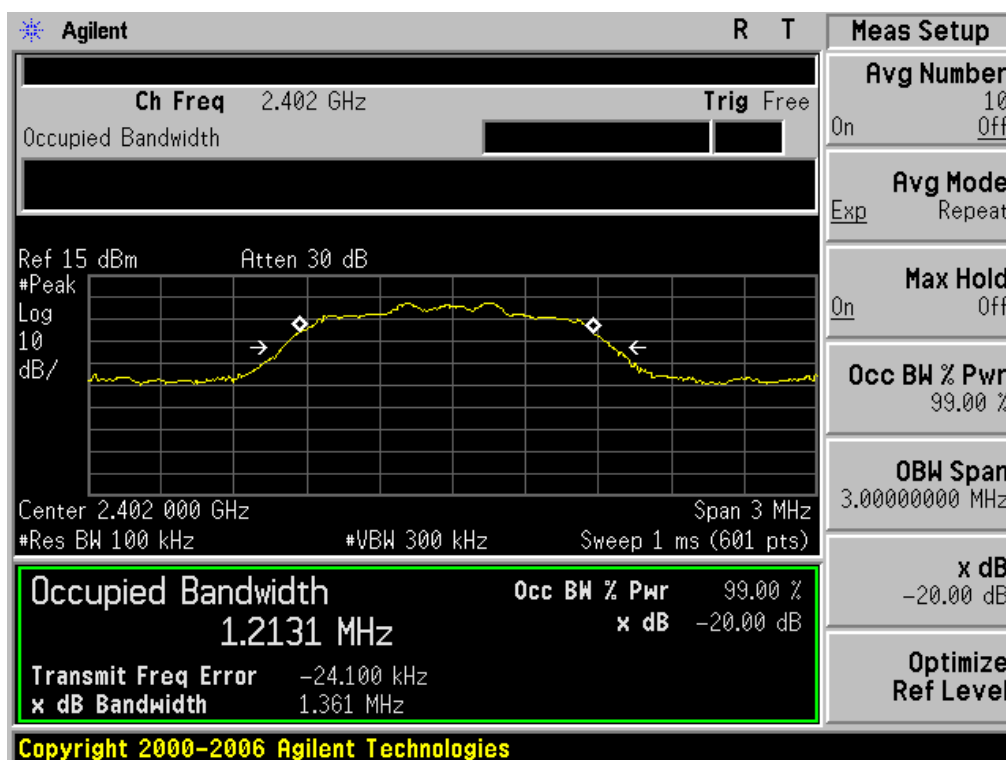 Agilent R T Meas Setup
Ch Freq 2.402 GHz Trig Free
Occupied Bandwidth
Avg Number
10
On Off
Avg Mode
Exp Repeat
Max Hold
On Off
Occ BW % Pwr
99.00 %
OBW Span
3.00000000 MHz
x dB
-20.00 dB
Optimize
Ref Level
Ref 15 dBm Atten 30 dB
#Peak
Log
10
dB/
Center 2.402 000 GHz Span 3 MHz
#Res BW 100 kHz #VBW 300 kHz Sweep 1 ms (601 pts)
Occupied Bandwidth Occ BW % Pwr 99.00 %
1.2131 MHz x dB -20.00 dB
Transmit Freq Error -24.100 kHz
x dB Bandwidth 1.361 MHz
Copyright 2000-2006 Agilent Technologies